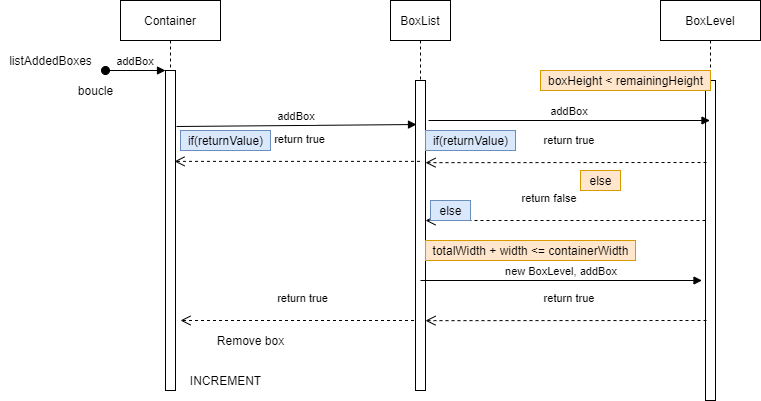 Container
BoxList
BoxLevel
listAddedBoxes
addBox
boucle
boxHeight < remainingHeight
addBox
addBox
if(returnValue)
return true
if(returnValue)
return true
else
return false
else
totalWidth + width <= containerWidth
new BoxLevel, addBox
return true
return true
Remove box
INCREMENT